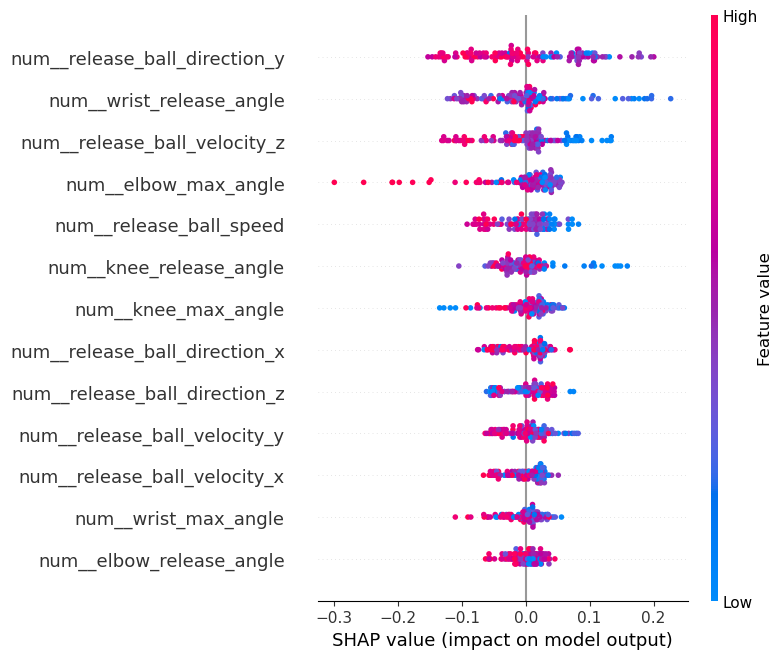 High
num__release_ball_direction_y
num__wrist_release_angle
num__release_ball_velocity_z
num__elbow_max_angle
num__release_ball_speed
num__knee_release_angle
num__knee_max_angle
num__release_ball_direction_x
num__release_ball_direction_z
num__release_ball_velocity_y
num__release_ball_velocity_x
num__wrist_max_angle
num__elbow_release_angle
Feature value
Low
−0.3 −0.2 −0.1 0.0 0.1 0.2
SHAP value (impact on model output)